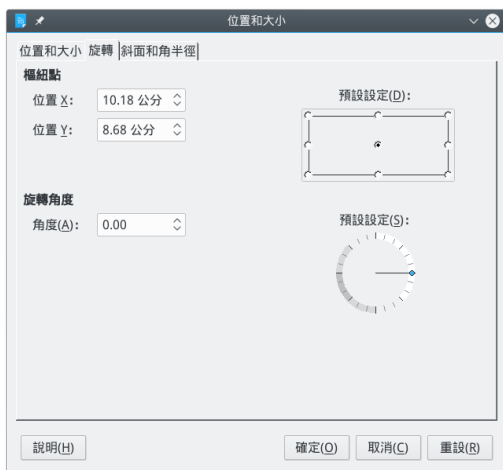 位置和大小
位置和大小 旋轉 斜面和角半徑
樞紐點
位置 X: 10.18 公分
位置 Y: 8.68 公分
預設設定(D):
旋轉角度
角度(A): 0.00
預設設定(S):
說明(H) 確定(O) 取消(C) 重設(R)